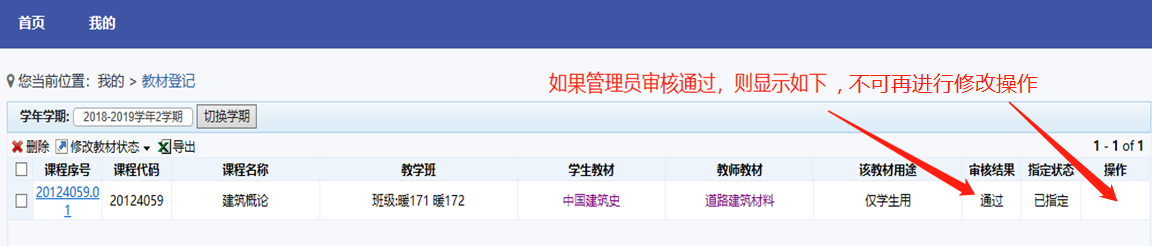 首页 我的
您当前位置: 我的 > 教材登记
如果管理员审核通过，则显示如下，不可再进行修改操作
学年学期: 2018-2019学年2学期 切换学期
删除 修改教材状态 导出 1 - 1 of 1
课程序号 课程代码 课程名称 教学班 学生教材 教师教材 该教材用途 审核结果 指定状态 操作
20124059.0
1 20124059 建筑概论 班级:暖171 暖172 中国建筑史 道路建筑材料 仅学生用 通过 已指定